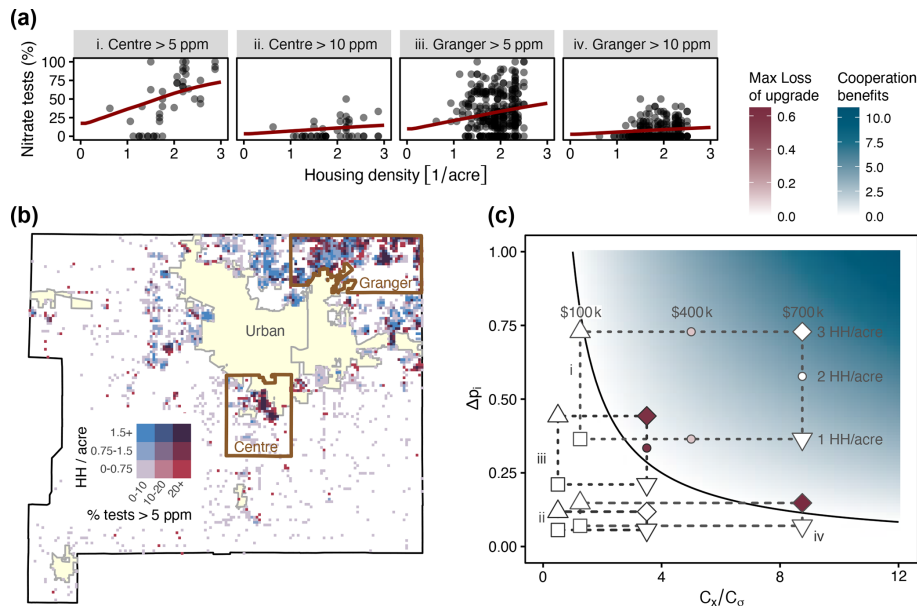 (a)
i. Centre > 5 ppm
ii. Centre > 10 ppm
iii. Granger > 5 ppm
iv. Granger > 10 ppm
Nitrate tests (%)
100
75
50
25
0
0 1 2 3
0 1 2 3
0 1 2 3
0 1 2 3
Housing density [1/acre]
Max Loss
of upgrade
0.6
0.4
0.2
0.0
Cooperation
benefits
10.0
7.5
5.0
2.5
0.0
(b)
Granger
Urban
Centre
HH / acre
1.5+
0.75-1.5
0-0.75
0-10
10-20
20+
% tests > 5 ppm
(c)
Δpᵢ
1.00
0.75
0.50
0.25
0.00
$100k
$400k
$700k
3 HH/acre
2 HH/acre
1 HH/acre
i
iii
ii
iv
0 4 8 12
Cₓ/C_σ